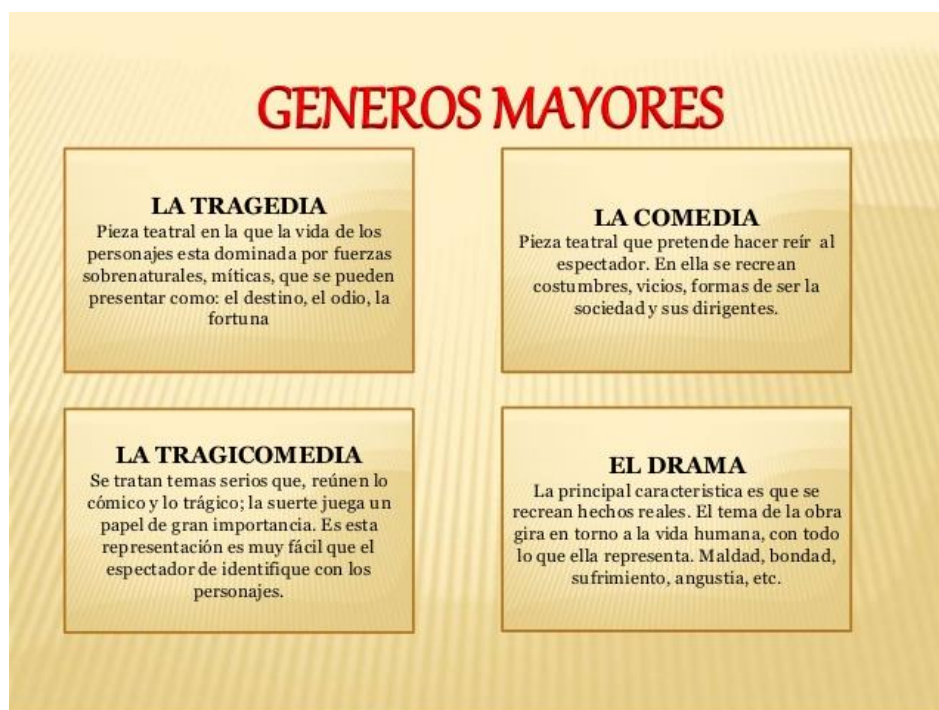 GENEROS MAYORES
LA TRAGEDIA
Pieza teatral en la que la vida de los
personajes esta dominada por fuerzas
sobrenaturales, míticas, que se pueden
presentar como: el destino, el odio, la
fortuna
LA COMEDIA
Pieza teatral que pretende hacer reír al
espectador. En ella se recrean
costumbres, vicios, formas de ser la
sociedad y sus dirigentes.
LA TRAGICOMEDIA
Se tratan temas serios que, reúnen lo
cómico y lo trágico; la suerte juega un
papel de gran importancia. Es esta
representación es muy fácil que el
espectador de identifique con los
personajes.
EL DRAMA
La principal caracteristica es que se
recrean hechos reales. El tema de la obra
gira en torno a la vida humana, con todo
lo que ella representa. Maldad, bondad,
sufrimiento, angustia, etc.